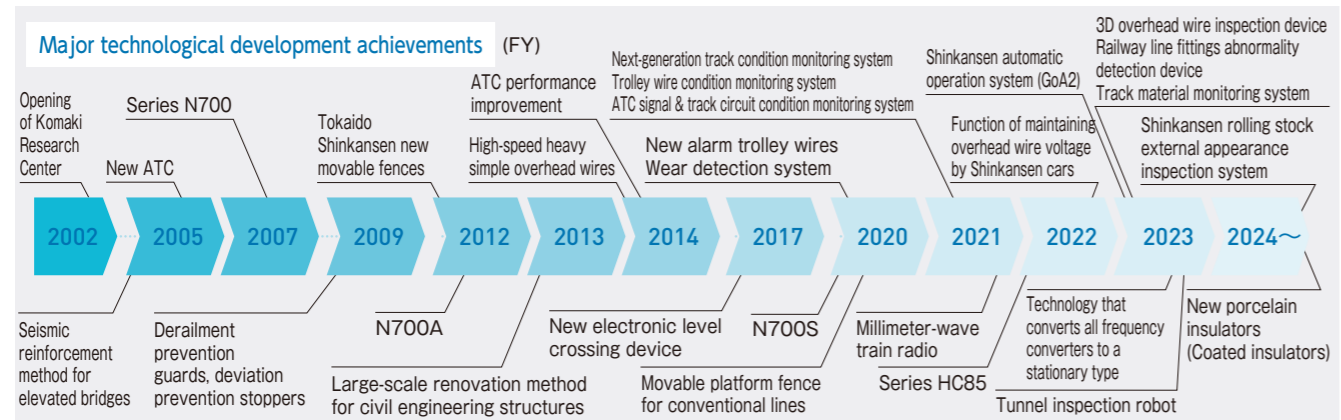 Major technological development achievements (FY)
Opening
of Komaki
Research
Center
New ATC
Series N700
Tokaido
Shinkansen new
movable fences
ATC performance
improvement
High-speed heavy
simple overhead wires
Next-generation track condition monitoring system
Trolley wire condition monitoring system
ATC signal & track circuit condition monitoring system
New alarm trolley wires
Wear detection system
Shinkansen automatic
operation system (GoA2)
Function of maintaining
overhead wire voltage
by Shinkansen cars
3D overhead wire inspection device
Railway line fittings abnormality
detection device
Track material monitoring system
Shinkansen rolling stock
external appearance
inspection system
2002 2005 2007 2009 2012 2013 2014 2017 2020 2021 2022 2023 2024～
Seismic
reinforcement
method for
elevated bridges
Derailment
prevention
guards, deviation
prevention stoppers
N700A
Large-scale renovation method
for civil engineering structures
New electronic level
crossing device
N700S
Movable platform fence
for conventional lines
Millimeter-wave
train radio
Series HC85
Technology that
converts all frequency
converters to a
stationary type
Tunnel inspection robot
New porcelain
insulators
(Coated insulators)